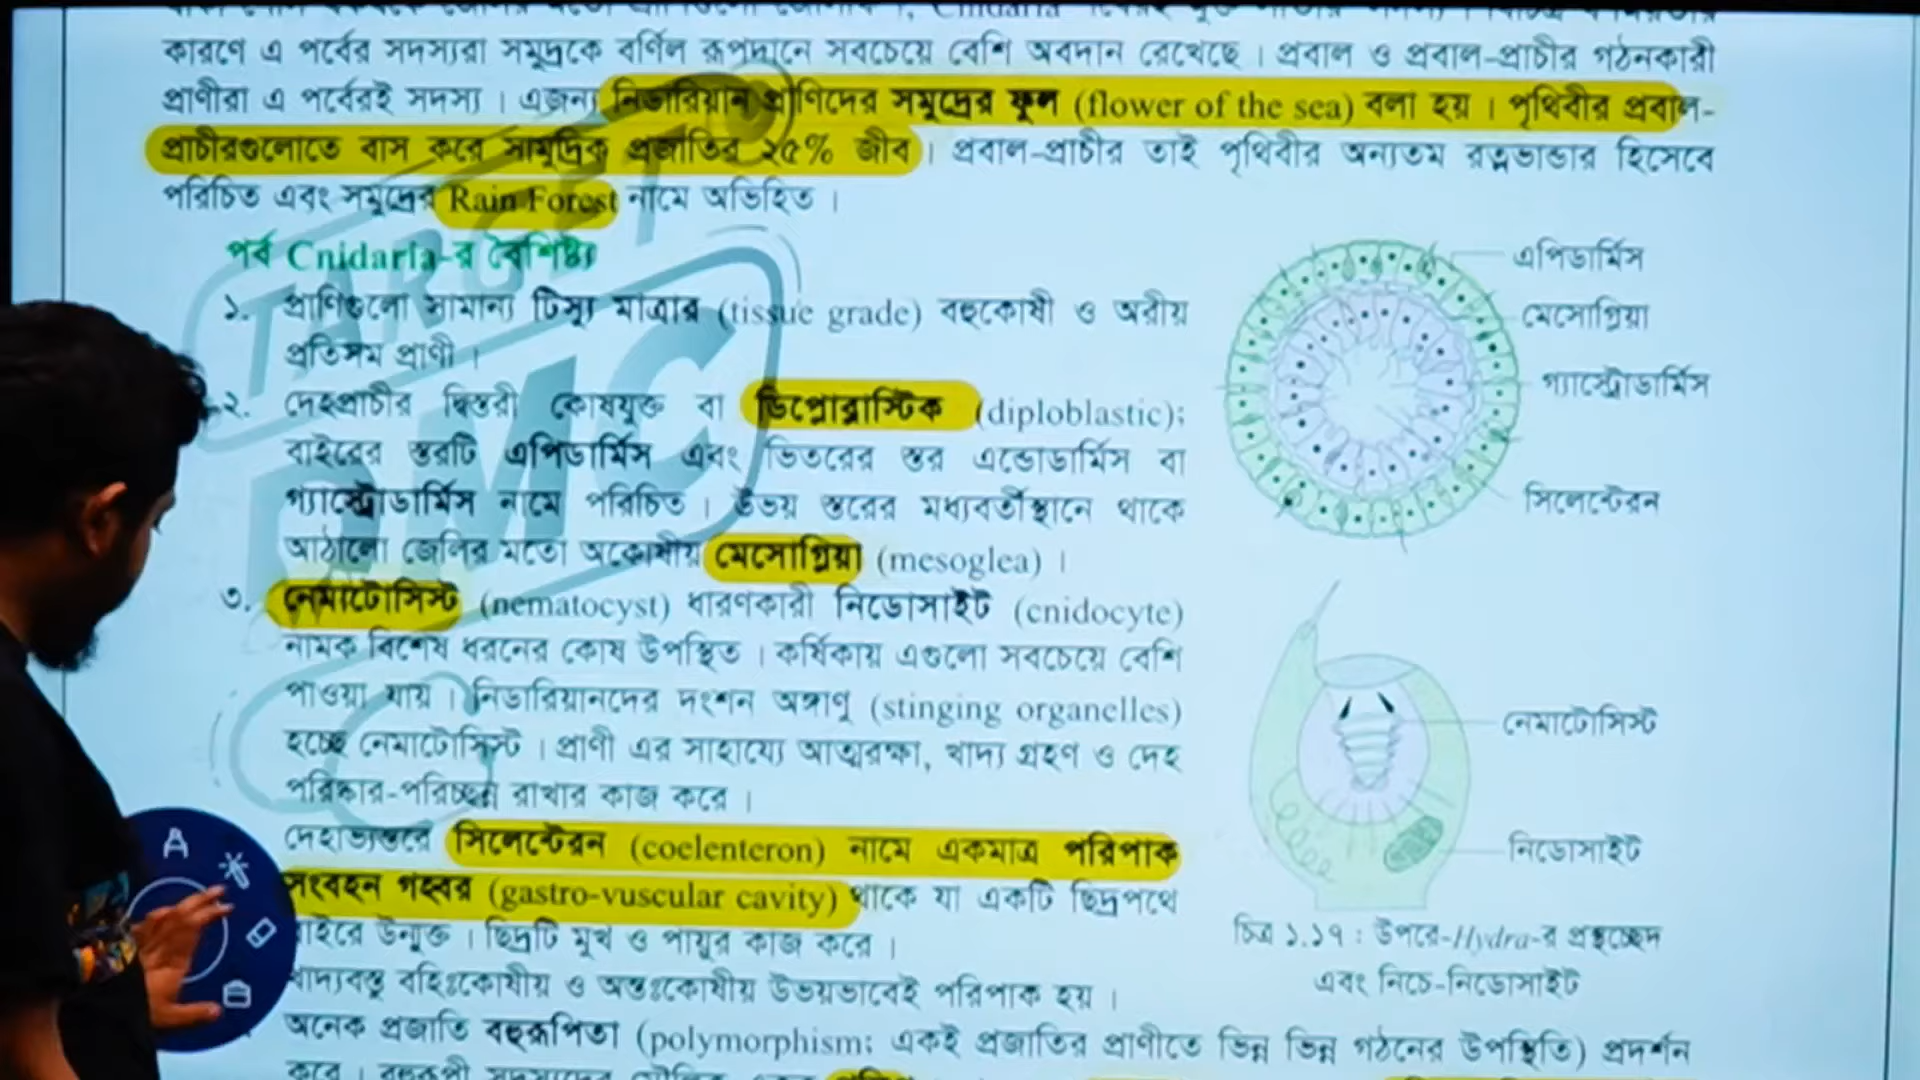 কারণে এ পর্বের সদস্যরা সমুদ্রকে বর্ণিল রূপদানে সবচেয়ে বেশি অবদান রেখেছে। প্রবাল ও প্রবাল-প্রাচীর গঠনকারী
প্রাণীরা এ পর্বেরই সদস্য। এজন্য নিডারিয়ান প্রাণিদের সমুদ্রের ফুল (flower of the sea) বলা হয়। পৃথিবীর প্রবাল-
প্রাচীরগুলোতে বাস করে সামুদ্রিক প্রজাতির ২৫% জীব। প্রবাল-প্রাচীর তাই পৃথিবীর অন্যতম রত্নভান্ডার হিসেবে
পরিচিত এবং সমুদ্রের Rain Forest নামে অভিহিত।
পর্ব Cnidaria-র বৈশিষ্ট্য
১. প্রাণিগুলো সামান্য টিস্যু মাত্রার (tissue grade) বহুকোষী ও অরীয়
প্রতিসম প্রাণী।
২. দেহপ্রাচীর দ্বিস্তরী কোষযুক্ত বা ডিপ্লোব্লাস্টিক (diploblastic);
বাইরের স্তরটি এপিডার্মিস এবং ভিতরের স্তর এন্ডোডার্মিস বা
গ্যাস্ট্রোডার্মিস নামে পরিচিত। উভয় স্তরের মধ্যবর্তীস্থানে থাকে
আঠালো জেলির মতো অকোষীয় মেসোগ্লিয়া (mesoglea)।
৩. নেমাটোসিস্ট (nematocyst) ধারণকারী নিডোসাইট (cnidocyte)
নামক বিশেষ ধরনের কোষ উপস্থিত। কর্ষিকায় এগুলো সবচেয়ে বেশি
পাওয়া যায়। নিডারিয়ানদের দংশন অঙ্গাণু (stinging organelles)
হচ্ছে নেমাটোসিস্ট। প্রাণী এর সাহায্যে আত্মরক্ষা, খাদ্য গ্রহণ ও দেহ
পরিষ্কার-পরিচ্ছন্ন রাখার কাজ করে।
দেহাভ্যন্তরে সিলেন্টেরন (coelenteron) নামে একমাত্র পরিপাক
সংবহন গহ্বর (gastro-vuscular cavity) থাকে যা একটি ছিদ্রপথে
বাইরে উন্মুক্ত। ছিদ্রটি মুখ ও পায়ুর কাজ করে।
খাদ্যবস্তু বহিঃকোষীয় ও অন্তঃকোষীয় উভয়ভাবেই পরিপাক হয়।
অনেক প্রজাতি বহুরূপিতা (polymorphism; একই প্রজাতির প্রাণীতে ভিন্ন ভিন্ন গঠনের উপস্থিতি) প্রদর্শন
এপিডার্মিস
মেসোগ্লিয়া
গ্যাস্ট্রোডার্মিস
সিলেন্টেরন
নেমাটোসিস্ট
নিডোসাইট
চিত্র ১.১৭ : উপরে-Hydra-র প্রস্থচ্ছেদ
এবং নিচে-নিডোসাইট
TARGET
DMC